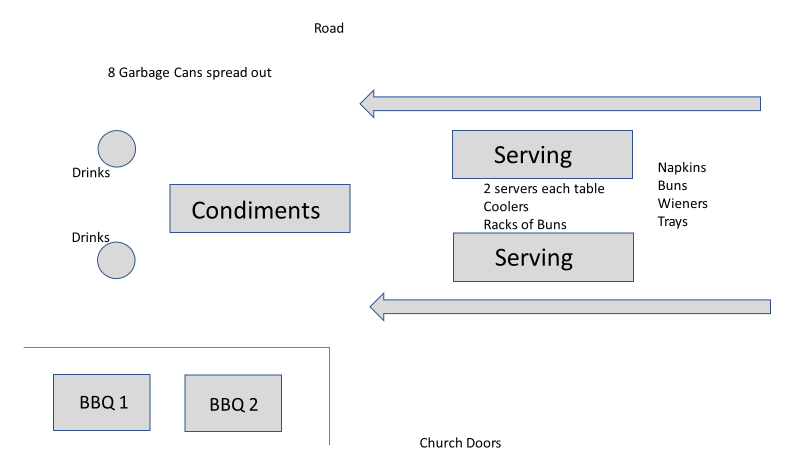 Road
8 Garbage Cans spread out
Drinks
Condiments
Drinks
Serving
2 servers each table
Coolers
Racks of Buns
Serving
Napkins
Buns
Wieners
Trays
BBQ 1
BBQ 2
Church Doors